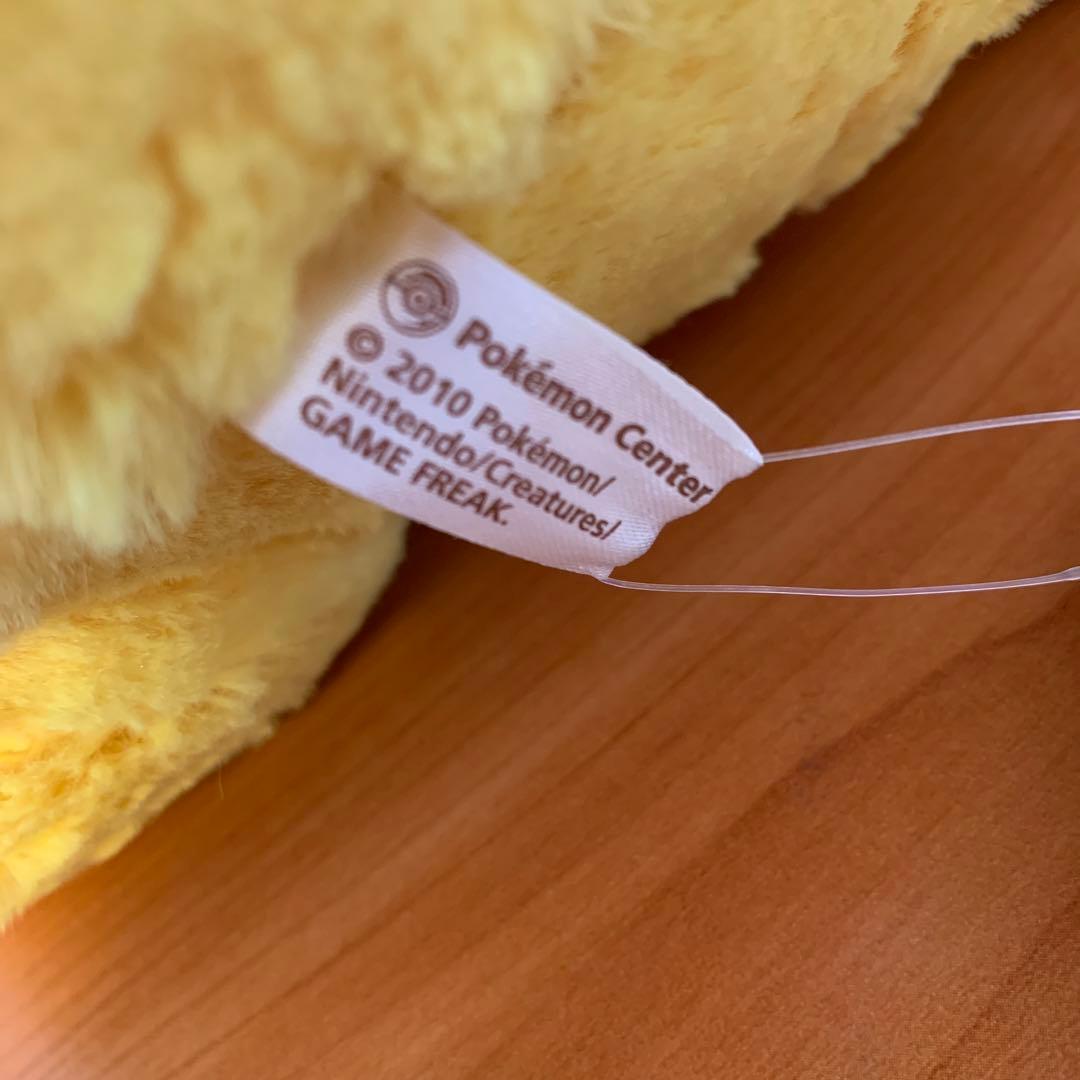 Pokémon Center
© 2010 Pokémon/
Nintendo/Creatures/
GAME FREAK.